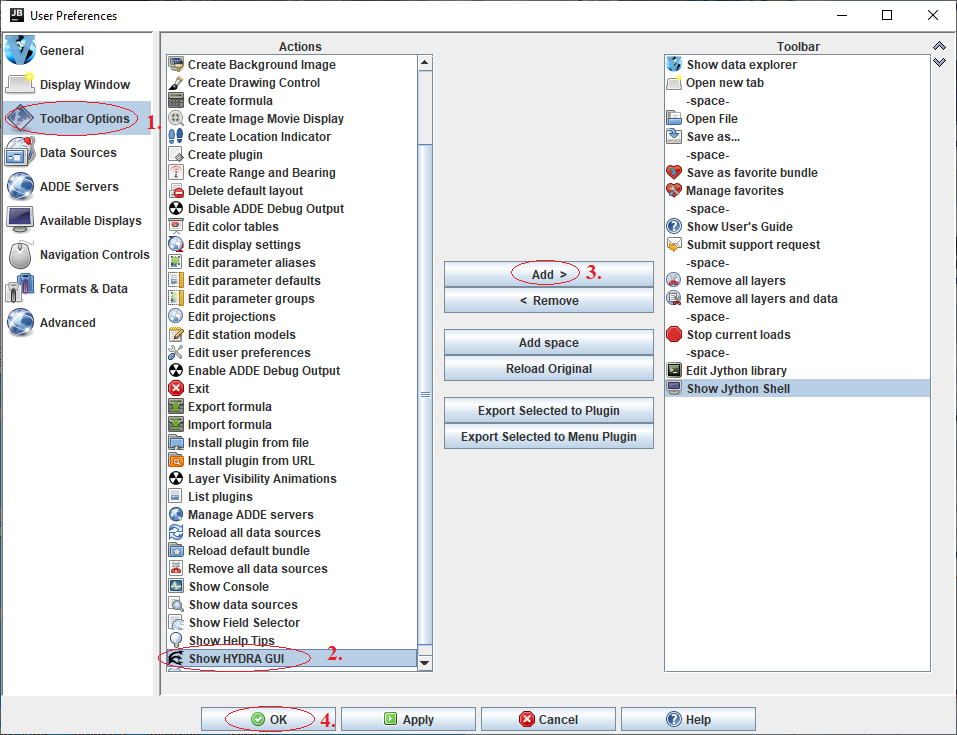 JB
User Preferences
General
Display Window
Toolbar Options
1.
Data Sources
ADDE Servers
Available Displays
Navigation Controls
Formats & Data
Advanced
Actions
Create Background Image
Create Drawing Control
Create formula
Create Image Movie Display
Create Location Indicator
Create plugin
Create Range and Bearing
Delete default layout
Disable ADDE Debug Output
Edit color tables
Edit display settings
Edit parameter aliases
Edit parameter defaults
Edit parameter groups
Edit projections
Edit station models
Edit user preferences
Enable ADDE Debug Output
Exit
Export formula
Import formula
Install plugin from file
Install plugin from URL
Layer Visibility Animations
List plugins
Manage ADDE servers
Reload all data sources
Reload default bundle
Remove all data sources
Show Console
Show data sources
Show Field Selector
Show Help Tips
Show HYDRA GUI
2.
Add >
3.
< Remove
Add space
Reload Original
Export Selected to Plugin
Export Selected to Menu Plugin
Toolbar
Show data explorer
Open new tab
-space-
Open File
Save as...
-space-
Save as favorite bundle
Manage favorites
-space-
Show User's Guide
Submit support request
-space-
Remove all layers
Remove all layers and data
-space-
Stop current loads
-space-
Edit Jython library
Show Jython Shell
OK
4.
Apply
Cancel
Help